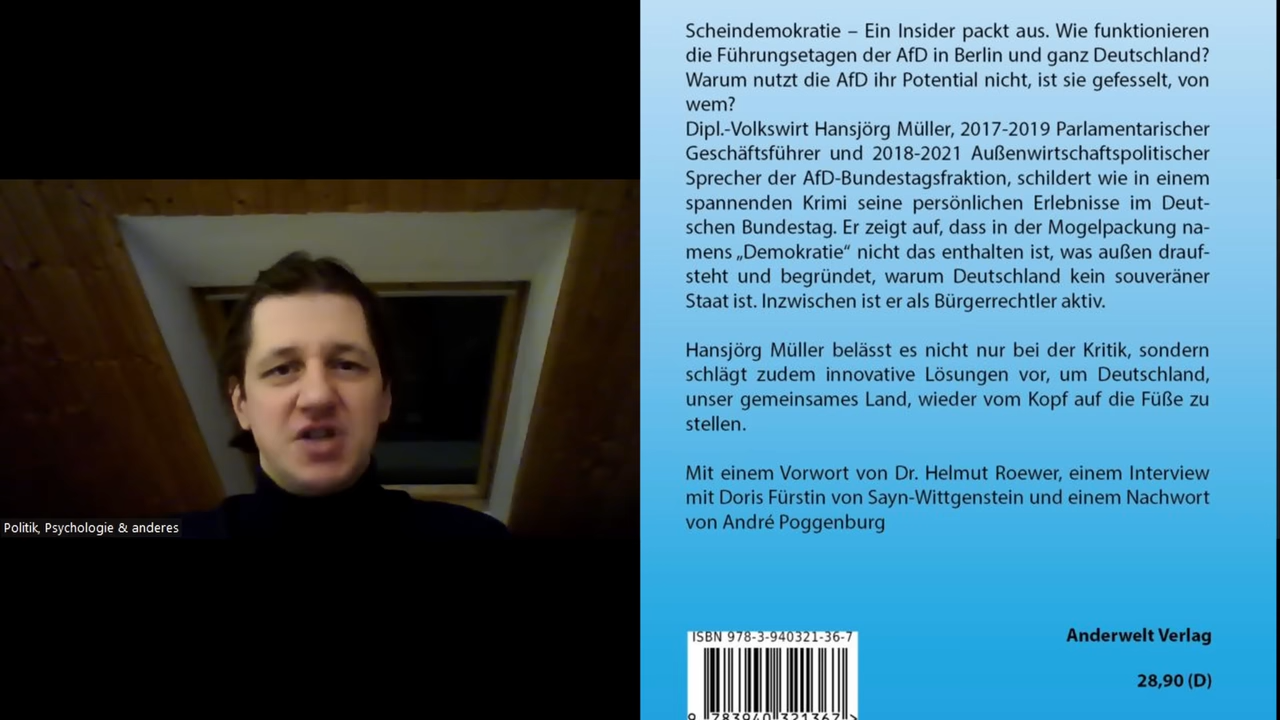 Politik, Psychologie & anderes
Scheindemokratie – Ein Insider packt aus. Wie funktionieren
die Führungsetagen der AfD in Berlin und ganz Deutschland?
Warum nutzt die AfD ihr Potential nicht, ist sie gefesselt, von
wem?
Dipl.-Volkswirt Hansjörg Müller, 2017-2019 Parlamentarischer
Geschäftsführer und 2018-2021 Außenwirtschaftspolitischer
Sprecher der AfD-Bundestagsfraktion, schildert wie in einem
spannenden Krimi seine persönlichen Erlebnisse im Deut-
schen Bundestag. Er zeigt auf, dass in der Mogelpackung na-
mens „Demokratie“ nicht das enthalten ist, was außen drauf-
steht und begründet, warum Deutschland kein souveräner
Staat ist. Inzwischen ist er als Bürgerrechtler aktiv.
Hansjörg Müller belässt es nicht nur bei der Kritik, sondern
schlägt zudem innovative Lösungen vor, um Deutschland,
unser gemeinsames Land, wieder vom Kopf auf die Füße zu
stellen.
Mit einem Vorwort von Dr. Helmut Roewer, einem Interview
mit Doris Fürstin von Sayn-Wittgenstein und einem Nachwort
von André Poggenburg
ISBN 978-3-940321-36-7
9 783940 321367 >
Anderwelt Verlag
28,90 (D)